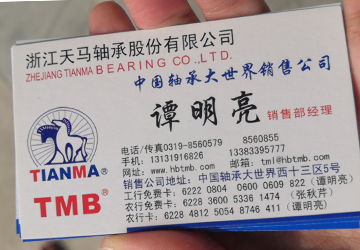 浙江天马轴承股份有限公司
ZHEJIANG TIANMA BEARING CO.,LTD.
中国轴承大世界销售公司
谭明亮 销售部经理
电话/传真0319-8560579 8560855
手机:13131916826 13383395777
网址:www.hbtmb.com 邮箱:tml@hbtmb.com
销售公司地址:中国轴承大世界西十三区5号
工行免费卡:6222 0804 0600 0609 822 (谭明亮)
农行免费卡:6228 3600 5336 1474 (张秋芹)
农行卡:6228 4812 5054 8746 411 (谭明亮)
TIANMA®
TMB®